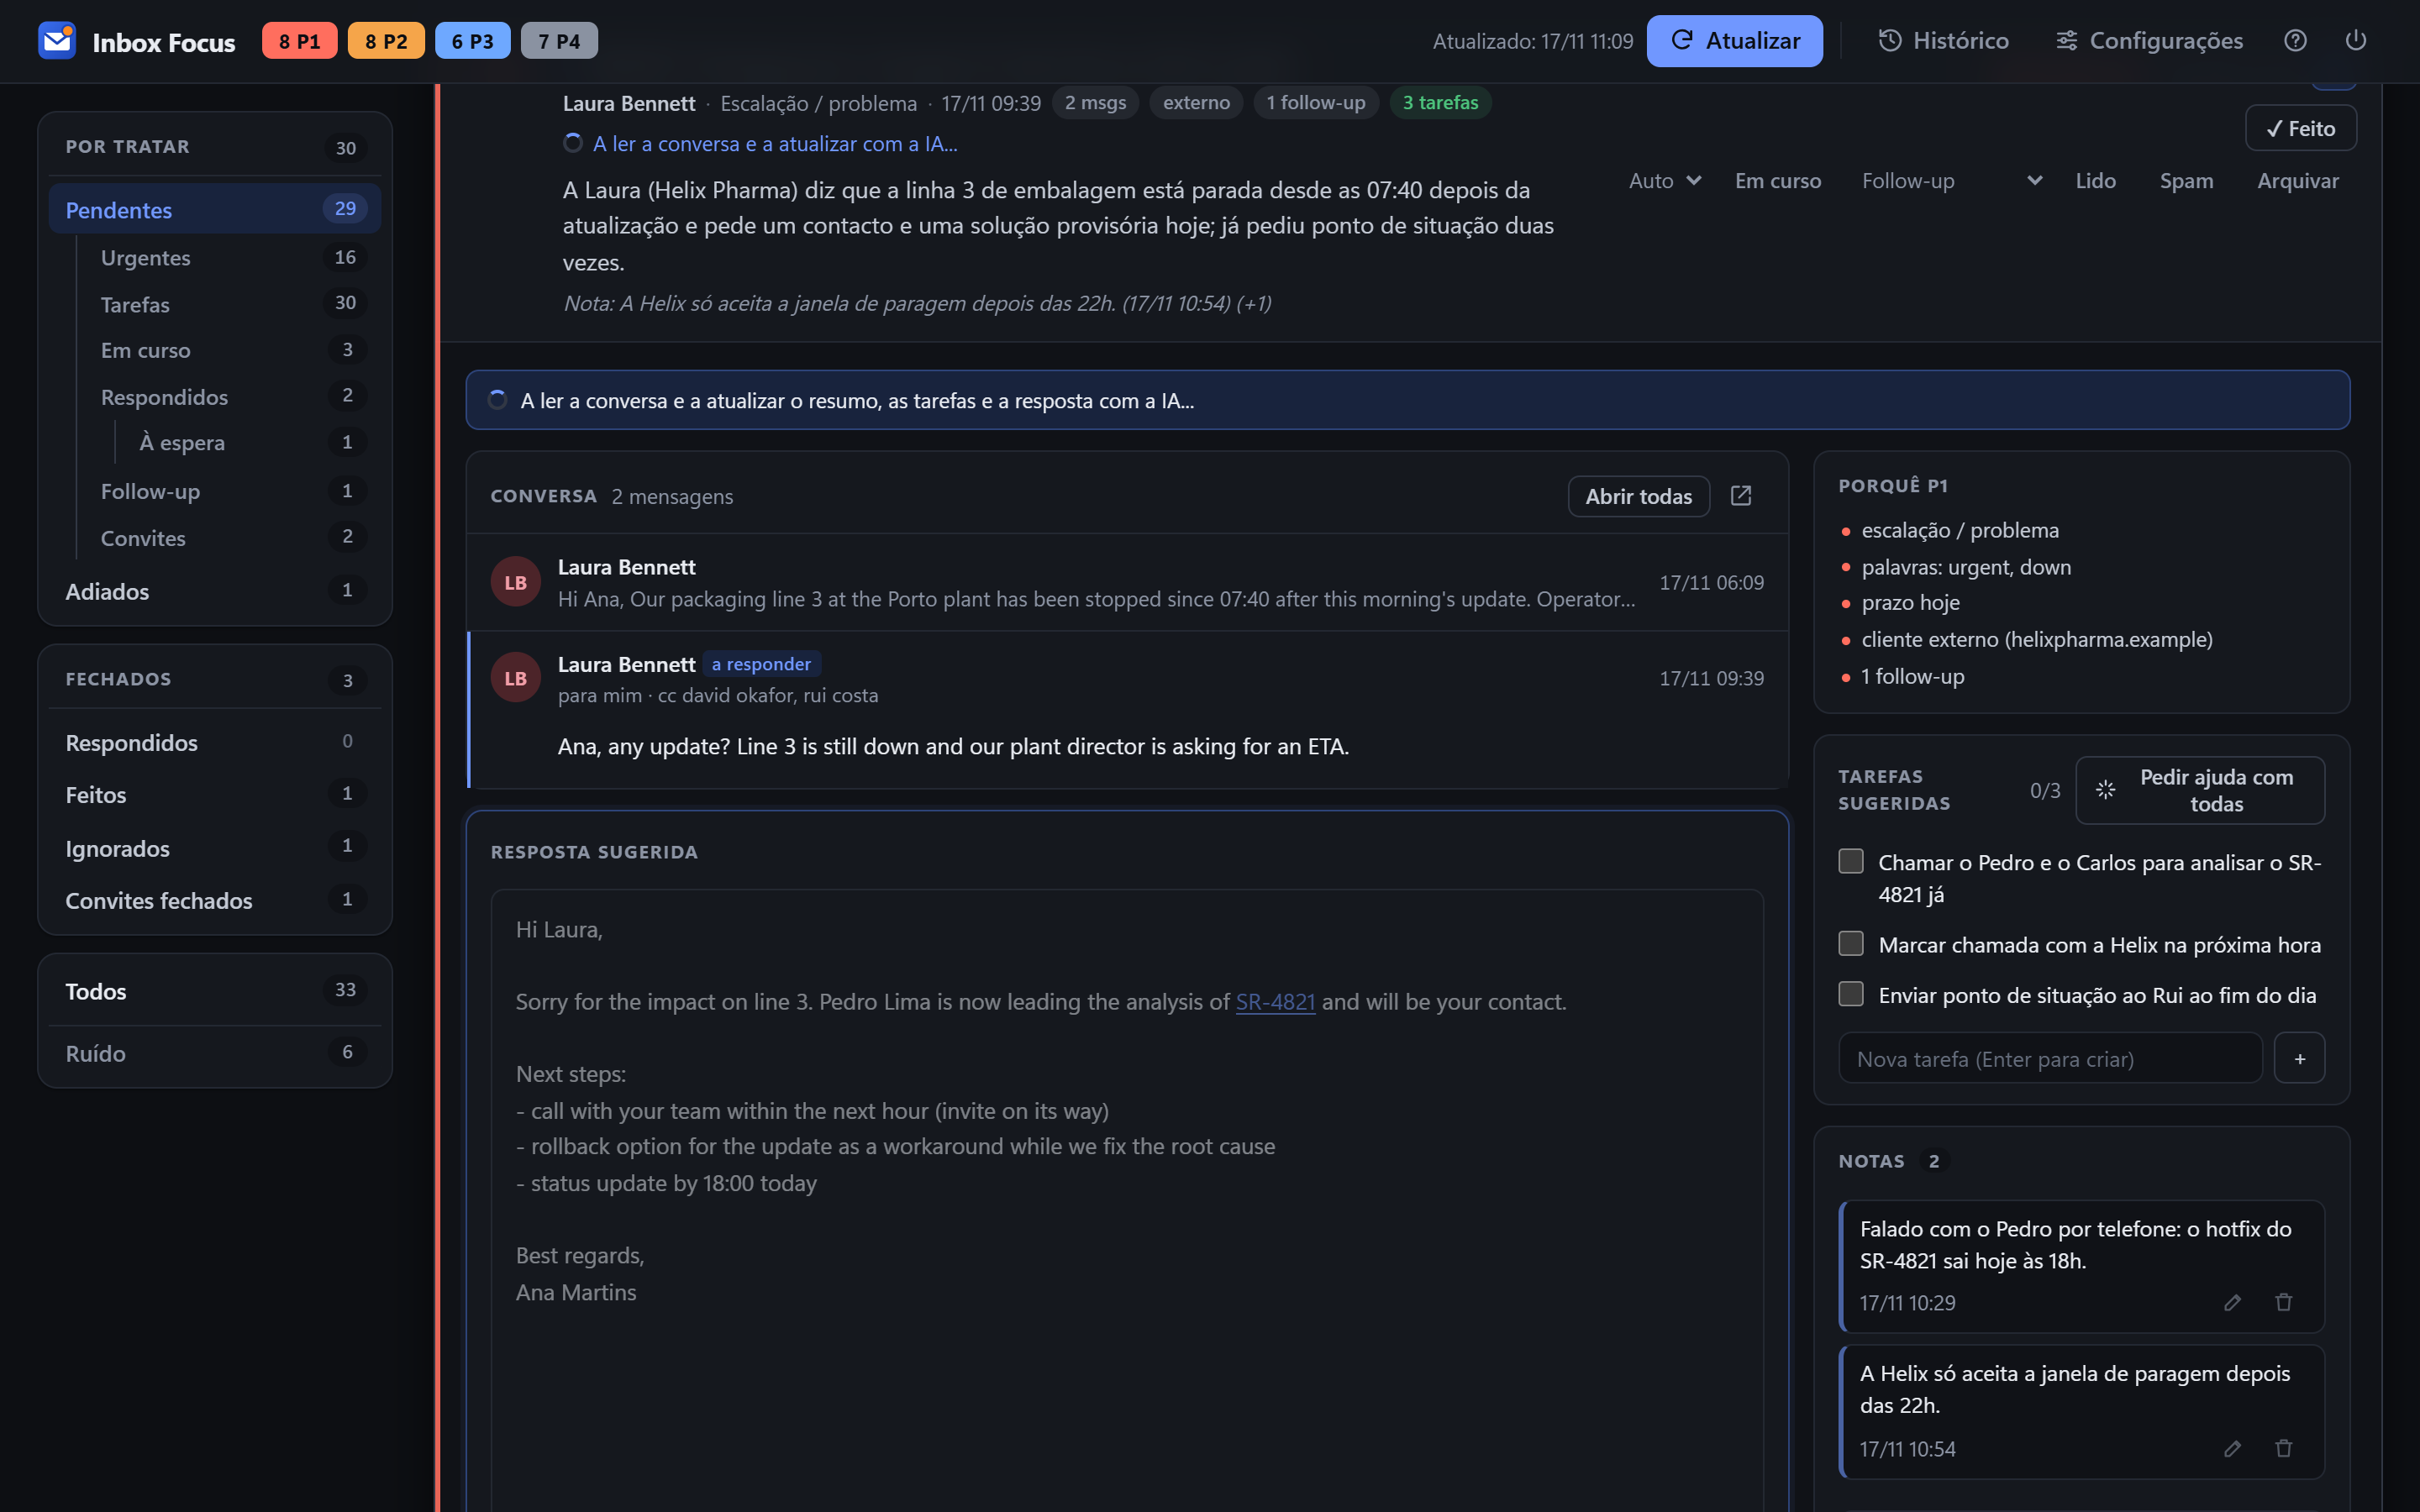 Inbox Focus
8 P1
8 P2
6 P3
7 P4
Atualizado: 17/11 11:09
Atualizar
Histórico
Configurações
POR TRATAR 30
Pendentes 29
Urgentes 16
Tarefas 30
Em curso 3
Respondidos 2
À espera 1
Follow-up 1
Convites 2
Adiados 1
FECHADOS 3
Respondidos 0
Feitos 1
Ignorados 1
Convites fechados 1
Todos 33
Ruído 6
Laura Bennett · Escalação / problema · 17/11 09:39 2 msgs externo 1 follow-up 3 tarefas
✓ Feito
A ler a conversa e a atualizar com a IA...
Auto Em curso Follow-up Lido Spam Arquivar
A Laura (Helix Pharma) diz que a linha 3 de embalagem está parada desde as 07:40 depois da
atualização e pede um contacto e uma solução provisória hoje; já pediu ponto de situação duas
vezes.
Nota: A Helix só aceita a janela de paragem depois das 22h. (17/11 10:54) (+1)
A ler a conversa e a atualizar o resumo, as tarefas e a resposta com a IA...
CONVERSA 2 mensagens
Abrir todas
LB
Laura Bennett
17/11 06:09
Hi Ana, Our packaging line 3 at the Porto plant has been stopped since 07:40 after this morning's update. Operator...
LB
Laura Bennett a responder
17/11 09:39
para mim · cc david okafor, rui costa
Ana, any update? Line 3 is still down and our plant director is asking for an ETA.
RESPOSTA SUGERIDA
Hi Laura,
Sorry for the impact on line 3. Pedro Lima is now leading the analysis of SR-4821 and will be your contact.
Next steps:
- call with your team within the next hour (invite on its way)
- rollback option for the update as a workaround while we fix the root cause
- status update by 18:00 today
Best regards,
Ana Martins
PORQUÊ P1
escalação / problema
palavras: urgent, down
prazo hoje
cliente externo (helixpharma.example)
1 follow-up
TAREFAS
SUGERIDAS
0/3
Pedir ajuda com
todas
Chamar o Pedro e o Carlos para analisar o SR-
4821 já
Marcar chamada com a Helix na próxima hora
Enviar ponto de situação ao Rui ao fim do dia
Nova tarefa (Enter para criar)
+
NOTAS 2
Falado com o Pedro por telefone: o hotfix do
SR-4821 sai hoje às 18h.
17/11 10:29
A Helix só aceita a janela de paragem depois
das 22h.
17/11 10:54